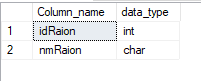 Column_name data_type
1 idRaion int
2 nmRaion char